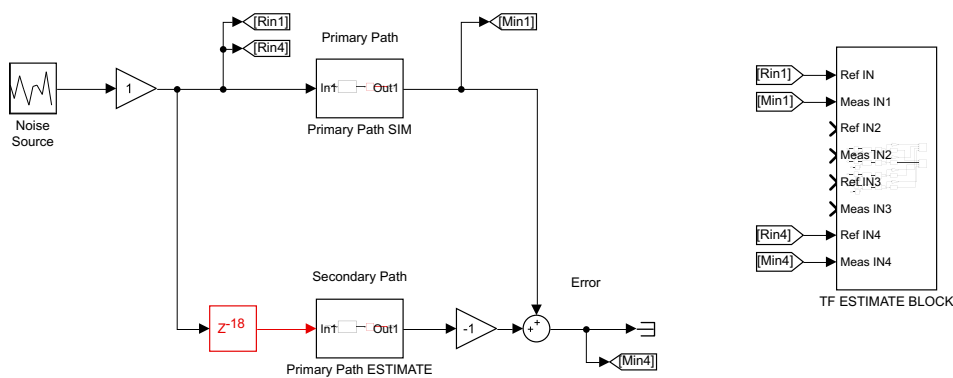 [Rin1]
[Min1]
Primary Path
[Rin4]
1
In1
Out1
Noise
Source
Primary Path SIM
[Rin1]
Ref IN
[Min1]
Meas IN1
Ref IN2
Meas IN2
Ref IN3
Meas IN3
[Rin4]
Ref IN4
[Min4]
Meas IN4
TF ESTIMATE BLOCK
Secondary Path
Error
Z-18
In1
Out1
-1
+
+
[Min4]
Primary Path ESTIMATE